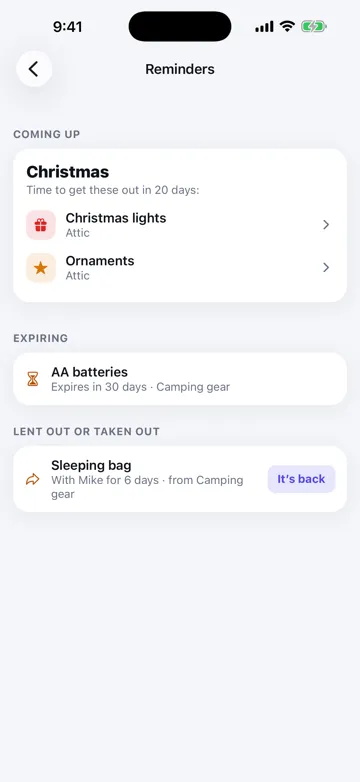 9:41
Reminders
COMING UP
Christmas
Time to get these out in 20 days:
Christmas lights
Attic
Ornaments
Attic
EXPIRING
AA batteries
Expires in 30 days · Camping gear
LENT OUT OR TAKEN OUT
Sleeping bag
With Mike for 6 days · from Camping
gear
It's back